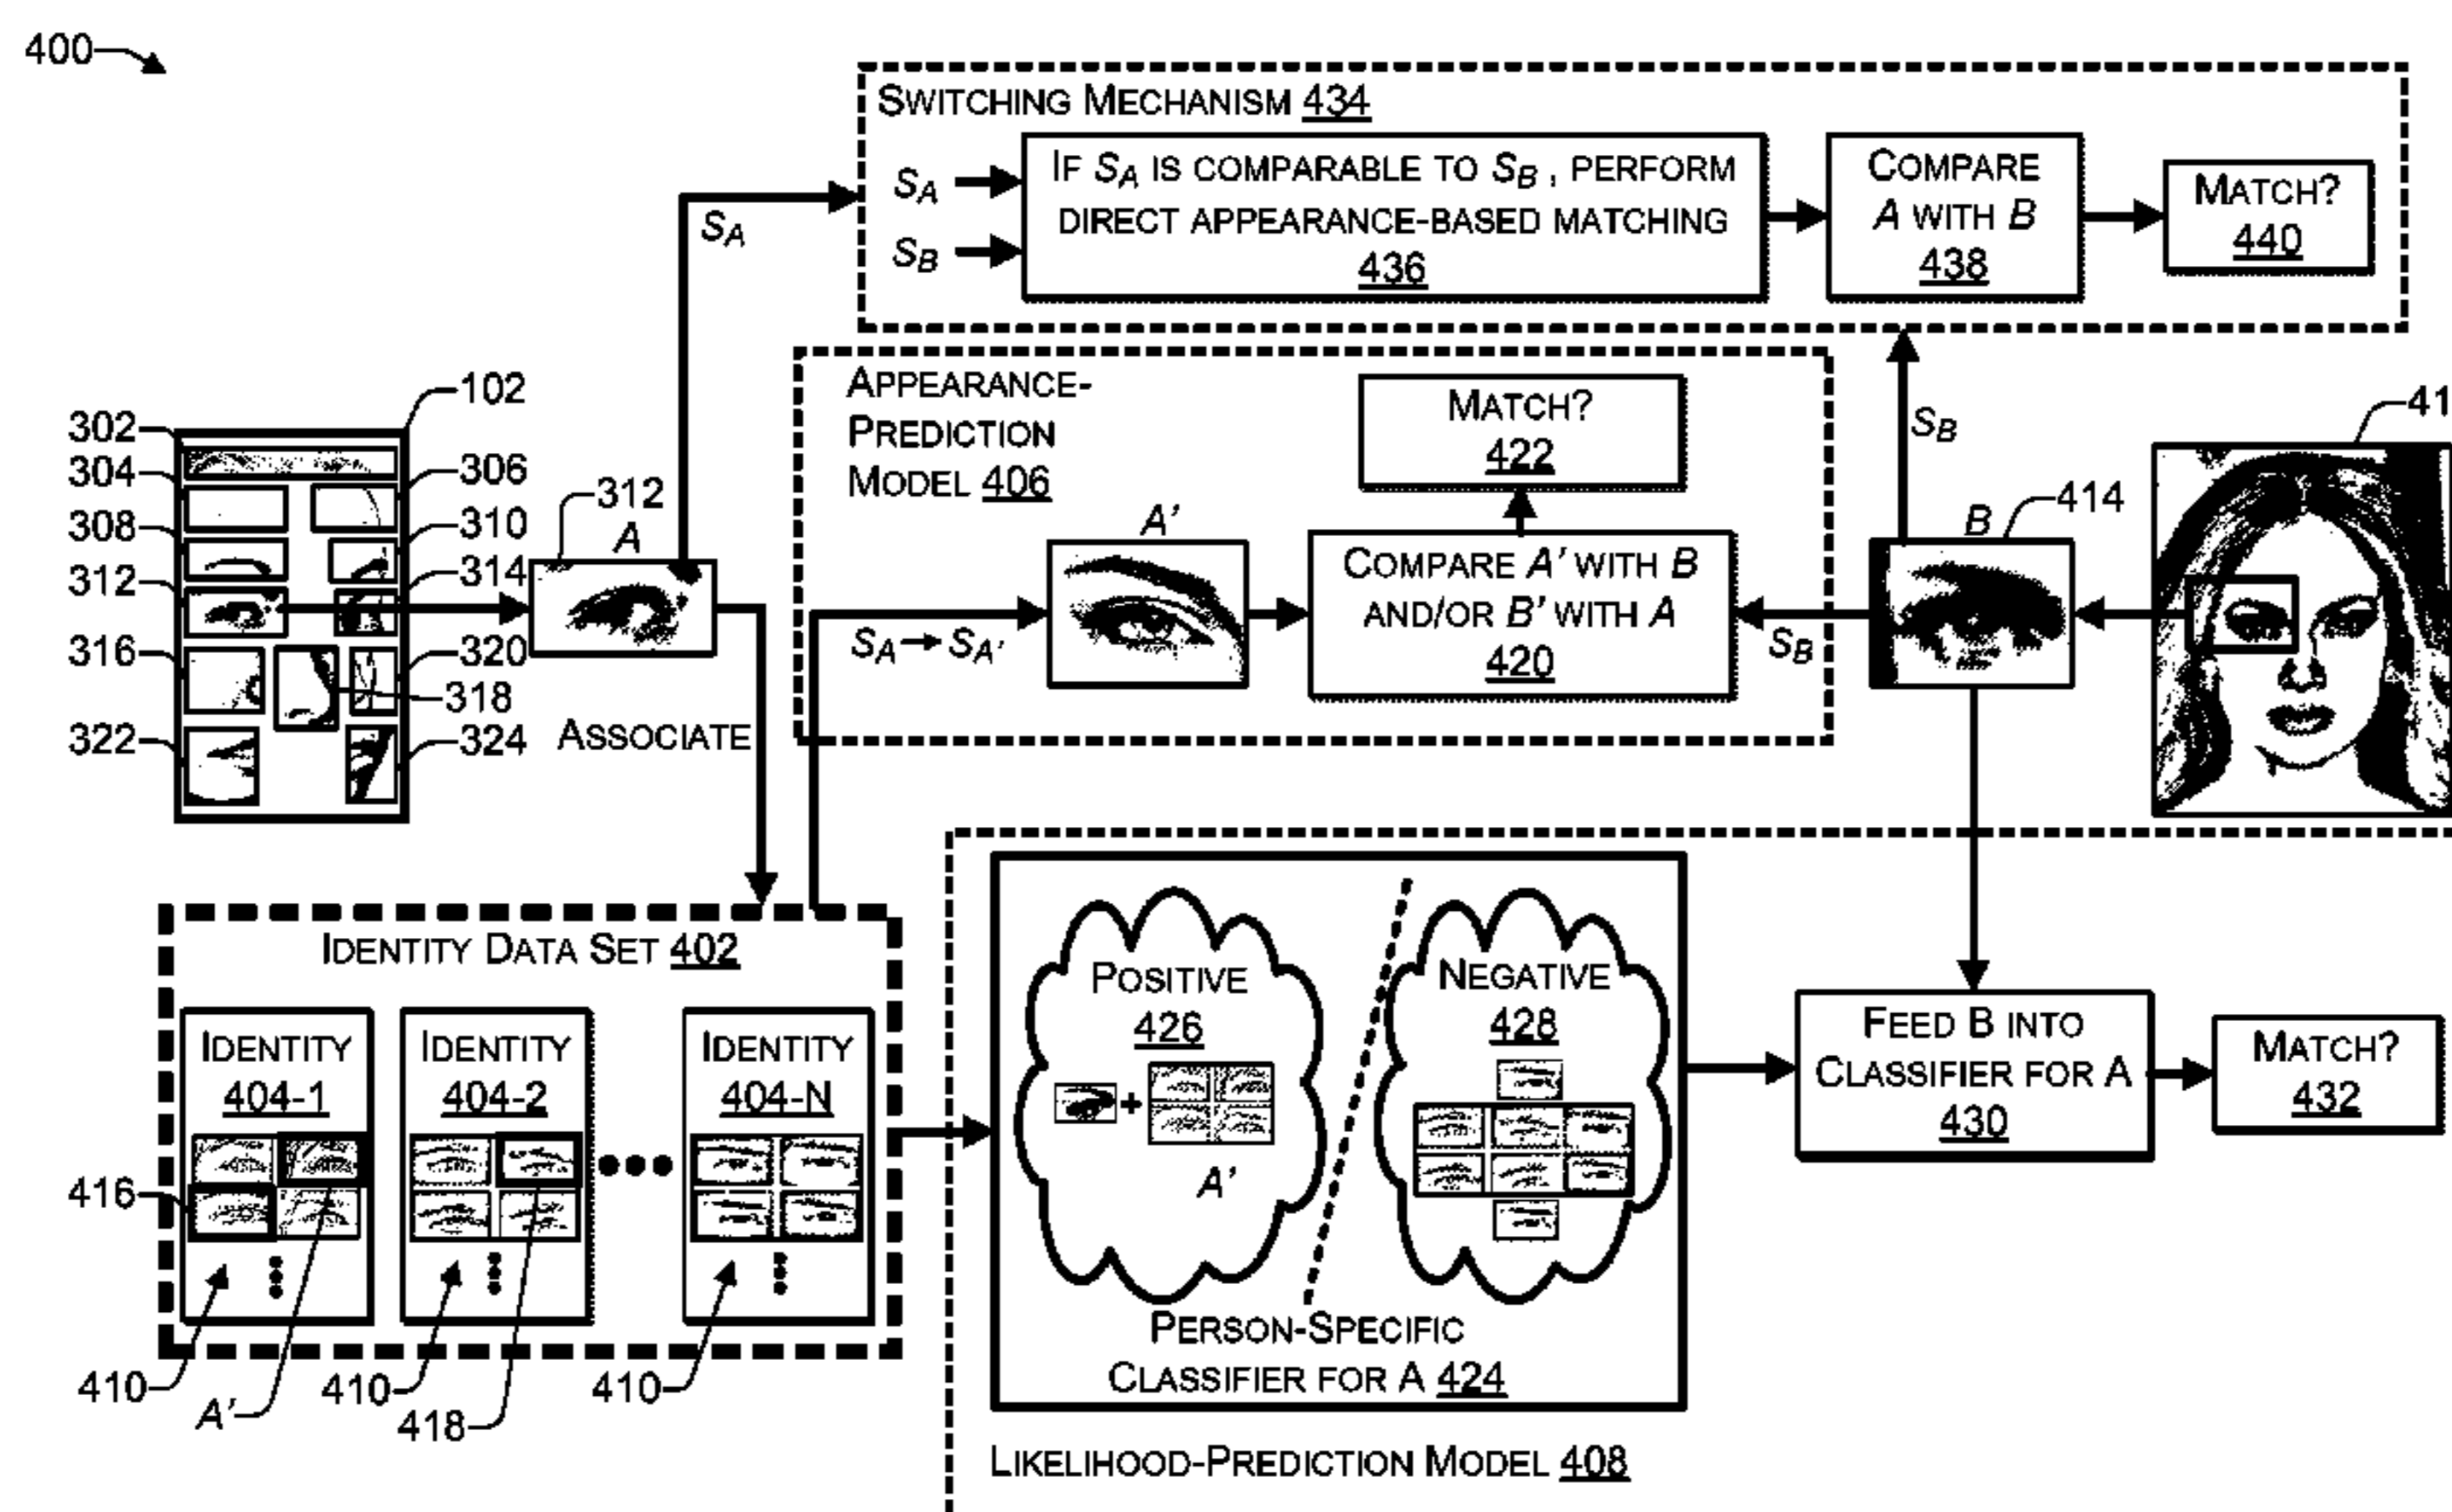 400
SWITCHING MECHANISM 434
SA
SB
IF SA IS COMPARABLE TO SB, PERFORM
DIRECT APPEARANCE-BASED MATCHING
436
COMPARE
A WITH B
438
MATCH?
440
SA
SB
102
302
304
306
308
310
312
314
316
318
320
322
324
312
A
ASSOCIATE
APPEARANCE-
PREDICTION
MODEL 406
MATCH?
422
A'
COMPARE A' WITH B
AND/OR B' WITH A
420
SA → SA'
SB
B
414
41
IDENTITY DATA SET 402
IDENTITY
404-1
IDENTITY
404-2
IDENTITY
404-N
416
410
A'
410
418
410
POSITIVE
426
+
A'
NEGATIVE
428
PERSON-SPECIFIC
CLASSIFIER FOR A 424
FEED B INTO
CLASSIFIER FOR A
430
MATCH?
432
LIKELIHOOD-PREDICTION MODEL 408